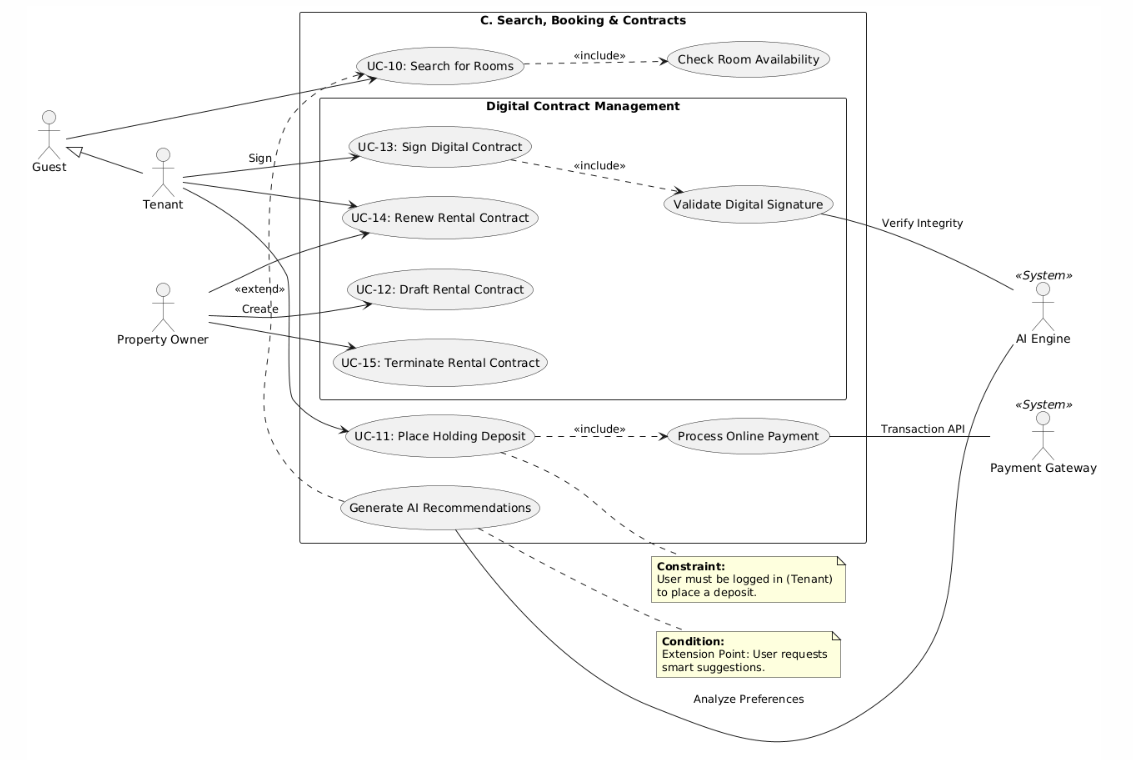 C. Search, Booking & Contracts
UC-10: Search for Rooms
«include»
Check Room Availability
Digital Contract Management
Guest
Tenant
Sign
UC-13: Sign Digital Contract
«include»
Validate Digital Signature
Verify Integrity
UC-14: Renew Rental Contract
«System»
AI Engine
Property Owner
«extend»
Create
UC-12: Draft Rental Contract
UC-15: Terminate Rental Contract
UC-11: Place Holding Deposit
«include»
Process Online Payment
Transaction API
«System»
Payment Gateway
Generate AI Recommendations
Constraint:
User must be logged in (Tenant)
to place a deposit.
Condition:
Extension Point: User requests
smart suggestions.
Analyze Preferences